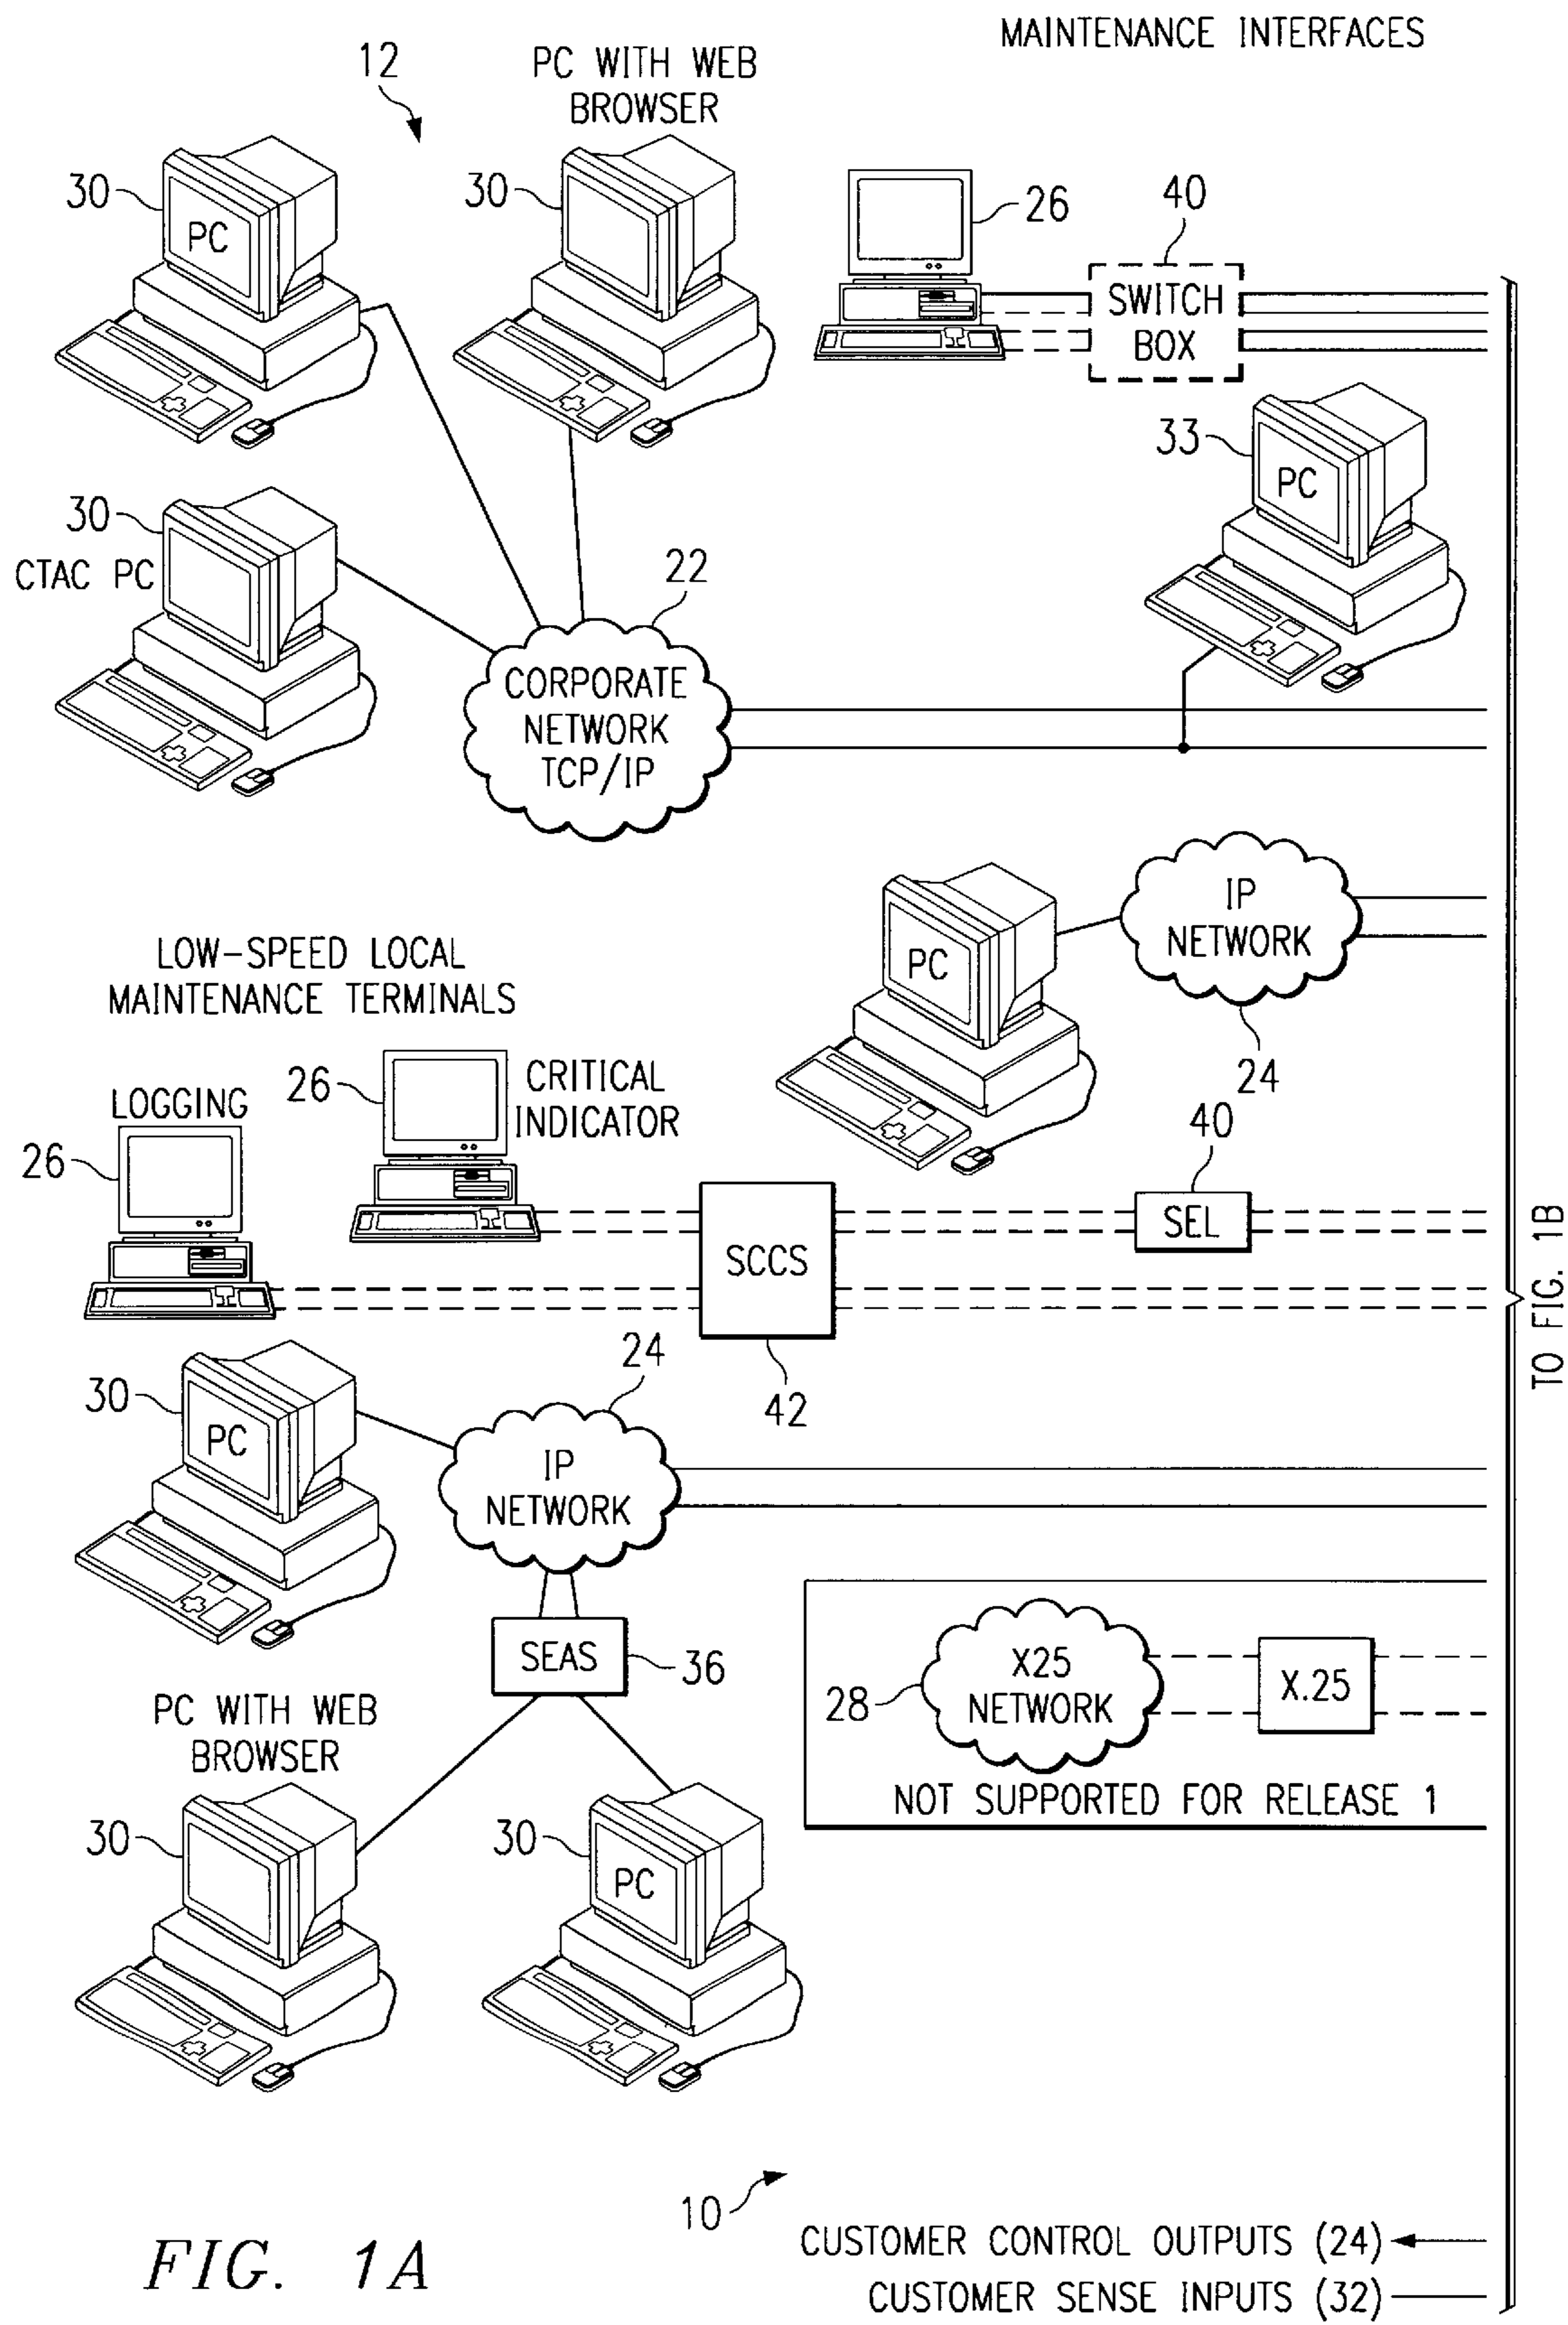 MAINTENANCE INTERFACES
12
PC WITH WEB
BROWSER
30
PC
30
26
40
SWITCH
BOX
33
PC
30
CTAC PC
22
CORPORATE
NETWORK
TCP/IP
IP
NETWORK
24
PC
LOW-SPEED LOCAL
MAINTENANCE TERMINALS
LOGGING
26
26
CRITICAL
INDICATOR
SCCS
42
40
SEL
TO FIG. 1B
30
PC
24
IP
NETWORK
SEAS
36
28
X25
NETWORK
X.25
NOT SUPPORTED FOR RELEASE 1
PC WITH WEB
BROWSER
30
30
PC
10
CUSTOMER CONTROL OUTPUTS (24)
CUSTOMER SENSE INPUTS (32)
FIG. 1A